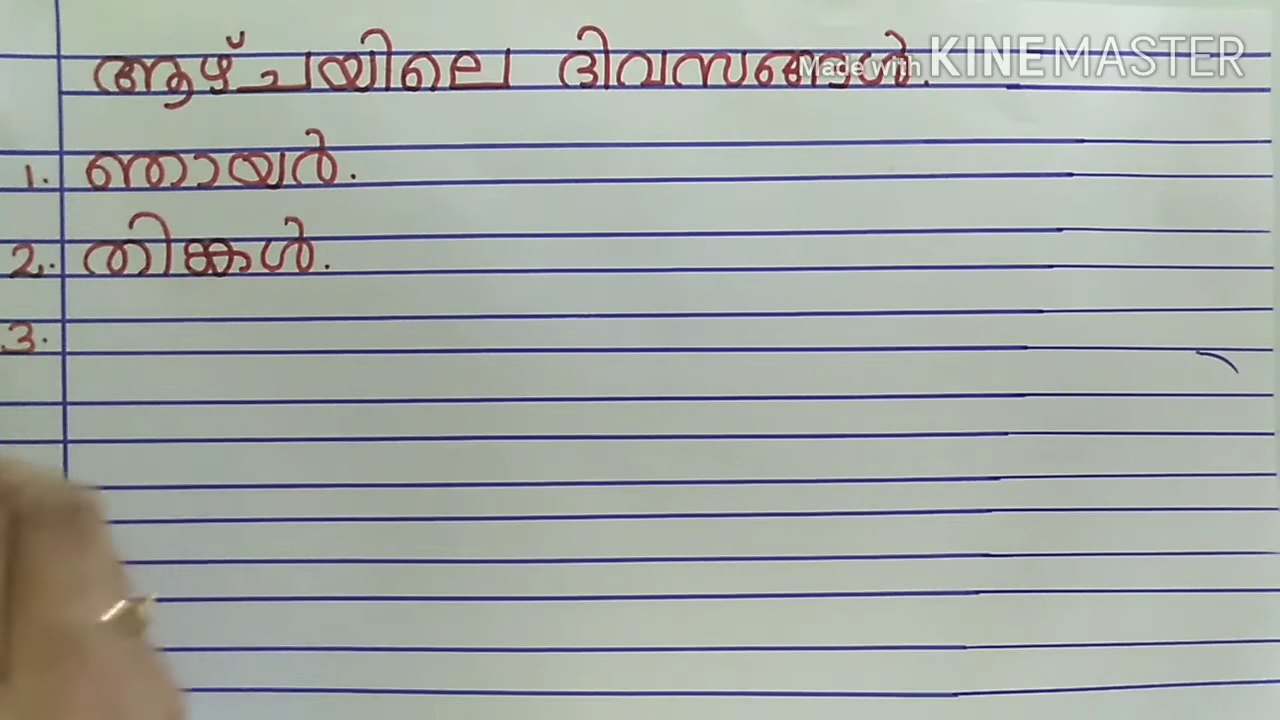 ആഴ്ചയിലെ ദിവസങ്ങൾ.
Made with KINEMASTER
1. ഞായർ.
2. തിങ്കൾ.
3.